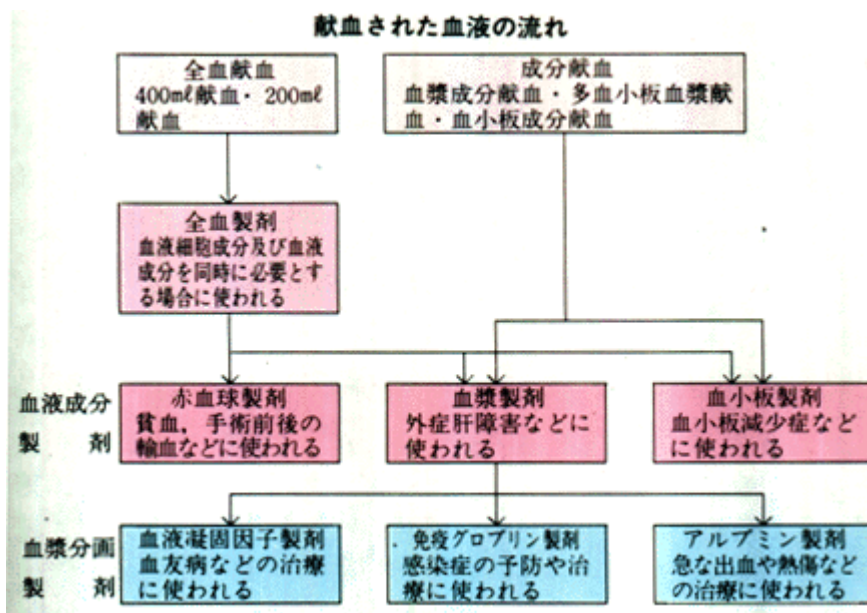 献血された血液の流れ
全血献血
400mℓ献血・200mℓ
献血
成分献血
血漿成分献血・多血小板血漿献
血・血小板成分献血
全血製剤
血液細胞成分及び血液
成分を同時に必要とす
る場合に使われる
血液成分
製　剤
赤血球製剤
貧血，手術前後の
輸血などに使われる
血漿製剤
外症肝障害などに
使われる
血小板製剤
血小板減少症など
に使われる
血漿分画
製　剤
血液凝固因子製剤
血友病などの治療
に使われる
免疫グロブリン製剤
感染症の予防や治
療に使われる
アルブミン製剤
急な出血や熱傷な
どの治療に使われる